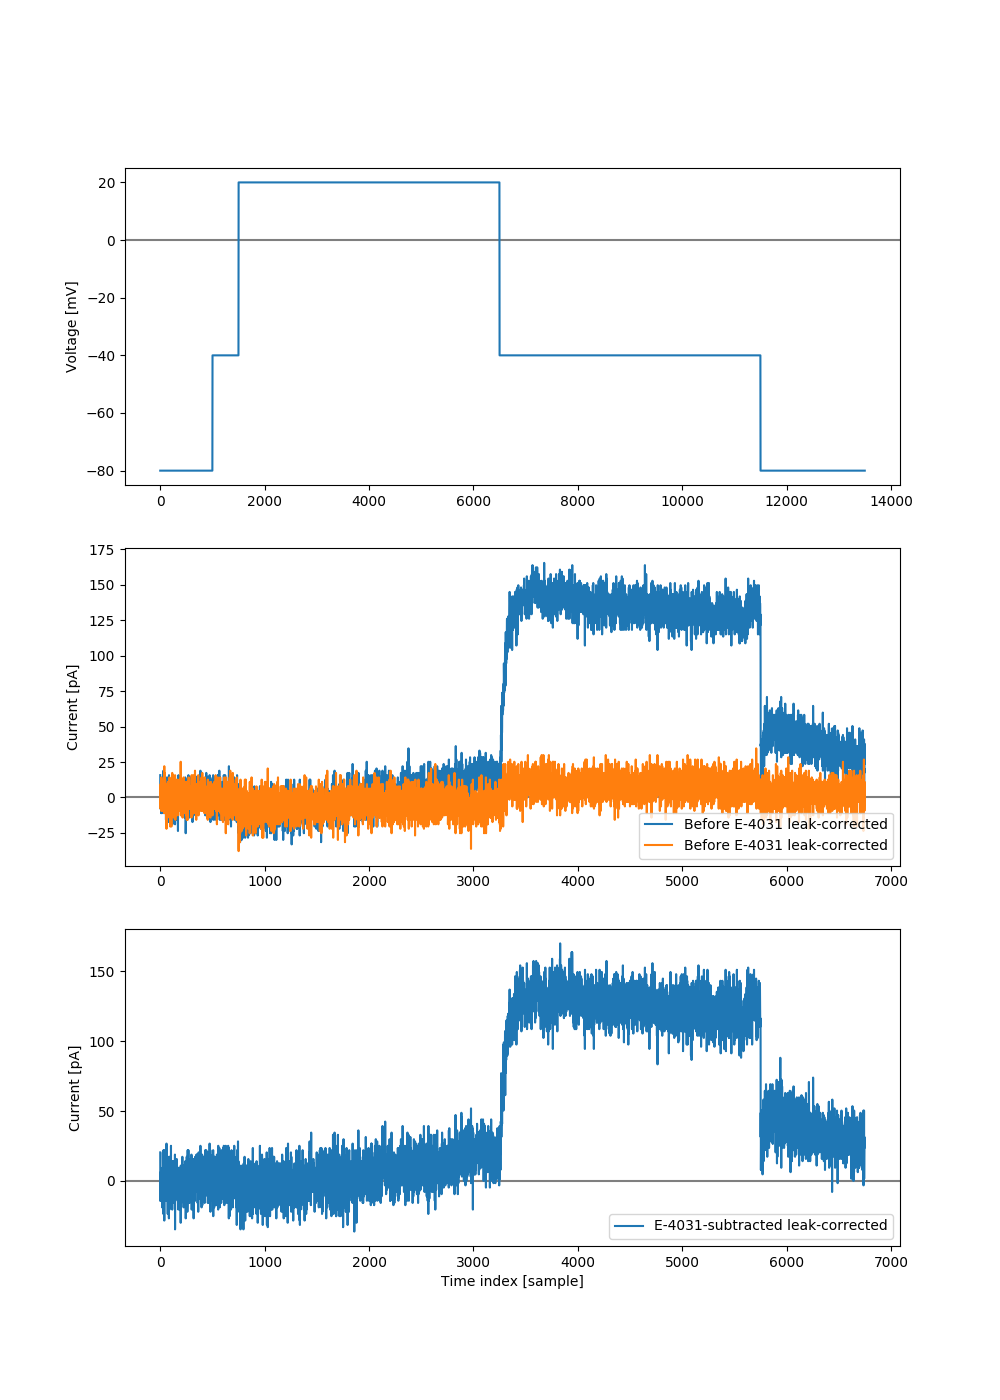 20
0
−20
−40
−60
−80
Voltage [mV]
0 2000 4000 6000 8000 10000 12000 14000
175
150
125
100
75
50
25
0
−25
Current [pA]
Before E-4031 leak-corrected
Before E-4031 leak-corrected
0 1000 2000 3000 4000 5000 6000 7000
150
100
50
0
Current [pA]
E-4031-subtracted leak-corrected
0 1000 2000 3000 4000 5000 6000 7000
Time index [sample]